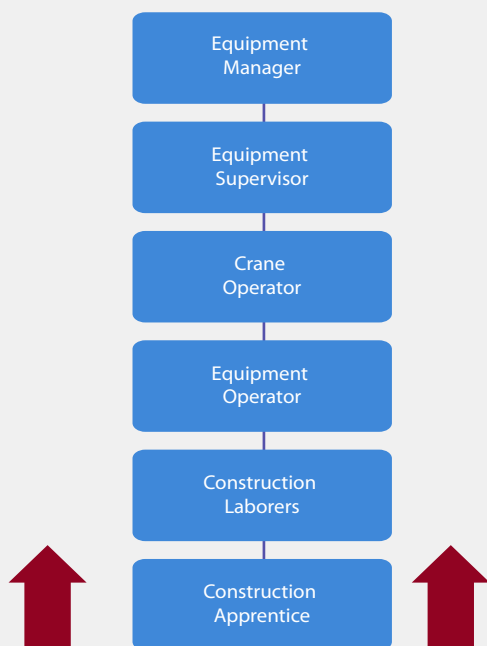 Equipment
Manager
Equipment
Supervisor
Crane
Operator
Equipment
Operator
Construction
Laborers
Construction
Apprentice